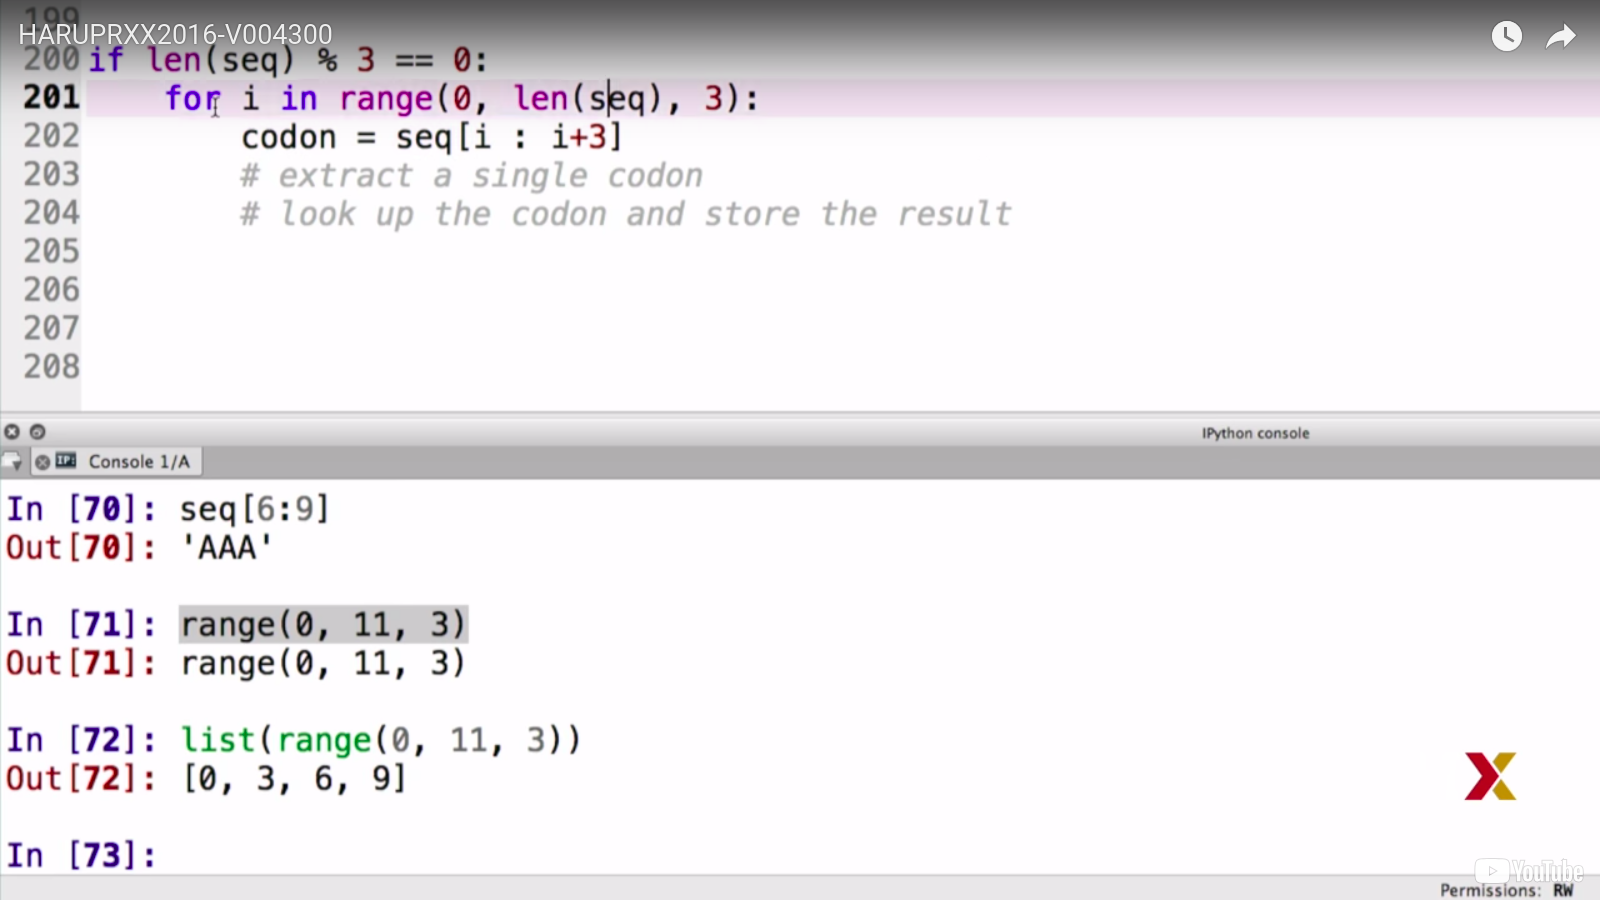 199
HARUPRXX2016-V004300
200 if len(seq) % 3 == 0:
201 for i in range(0, len(seq), 3):
202 codon = seq[i : i+3]
203 # extract a single codon
204 # look up the codon and store the result
205
206
207
208
IPython console
IP: Console 1/A
In [70]: seq[6:9]
Out[70]: 'AAA'
In [71]: range(0, 11, 3)
Out[71]: range(0, 11, 3)
In [72]: list(range(0, 11, 3))
Out[72]: [0, 3, 6, 9]
In [73]:
YouTube
Permissions: RW